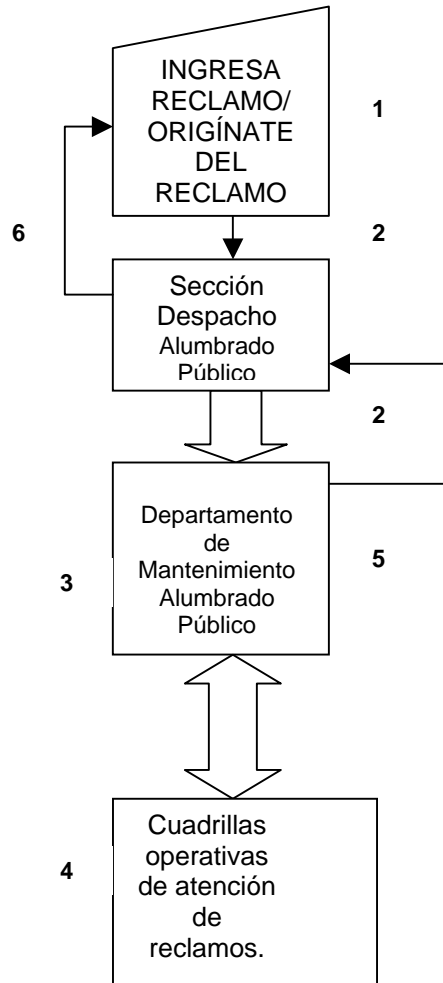 INGRESA
RECLAMO/
ORIGÍNATE
DEL
RECLAMO
1
6
2
Sección
Despacho
Alumbrado
Público
2
Departamento
de
Mantenimiento
Alumbrado
Público
5
3
Cuadrillas
operativas
de atención
de
reclamos.
4